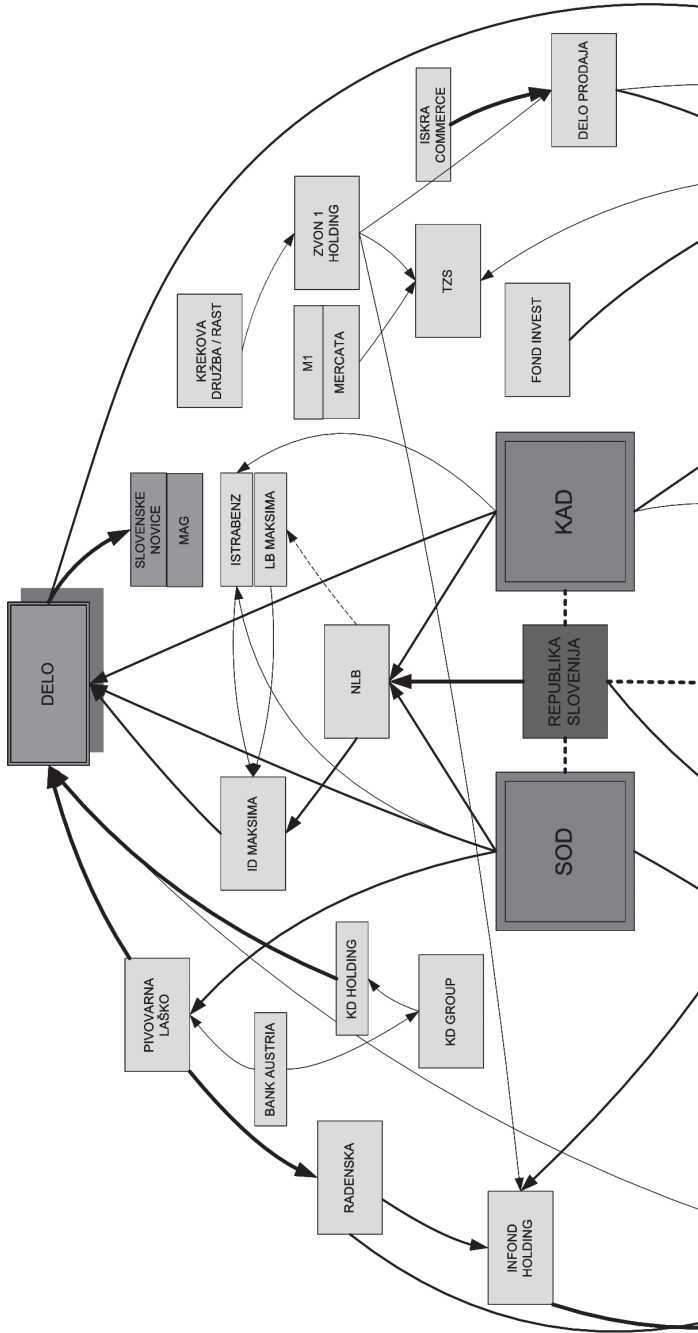 DELO
SLOVENSKE
NOVICE
MAG
PIVOVARNA
LAŠKO
KREKOVA
DRUŽBA / RAST
ID MAKSIMA
ISTRABENZ
LB MAKSIMA
BANK AUSTRIA
ZVON 1
HOLDING
M1
MERCATA
NLB
KD HOLDING
RADENSKA
ISKRA
COMMERCE
TZS
KD GROUP
INFOND
HOLDING
SOD
REPUBLIKA
SLOVENIJA
KAD
FOND INVEST
DELO PRODAJA